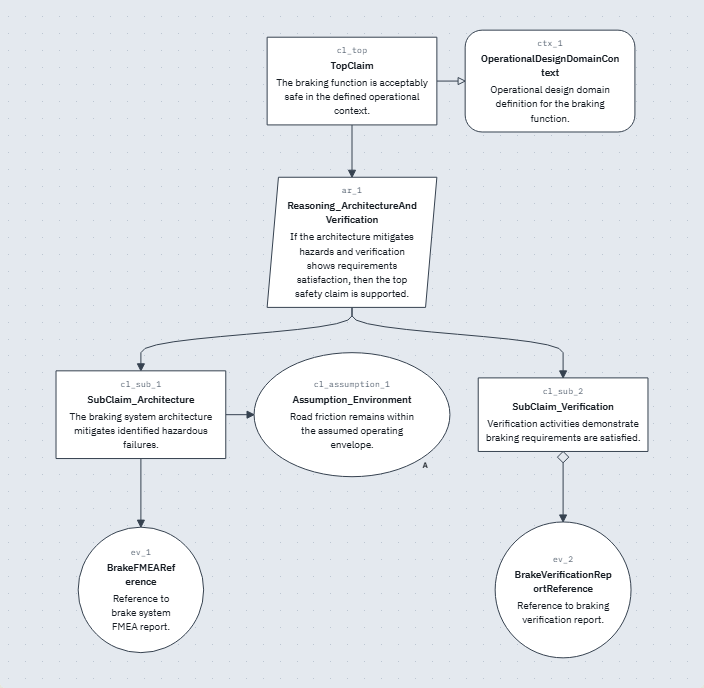 cl_top
TopClaim
The braking function is acceptably
safe in the defined operational
context.
ctx_1
OperationalDesignDomainCon
text
Operational design domain
definition for the braking
function.
ar_1
Reasoning_ArchitectureAnd
Verification
If the architecture mitigates
hazards and verification
shows requirements
satisfaction, then the top
safety claim is supported.
cl_sub_1
SubClaim_Architecture
The braking system architecture
mitigates identified hazardous
failures.
cl_assumption_1
Assumption_Environment
Road friction remains within
the assumed operating
envelope.
A
cl_sub_2
SubClaim_Verification
Verification activities demonstrate
braking requirements are satisfied.
ev_1
BrakeFMEARef
erence
Reference to
brake system
FMEA report.
ev_2
BrakeVerificationRep
ortReference
Reference to braking
verification report.